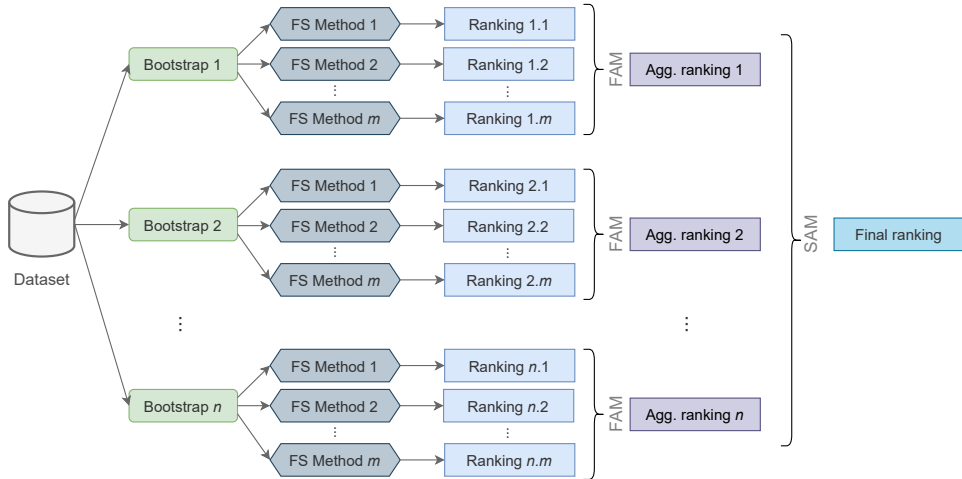 FS Method 1
Ranking 1.1
Bootstrap 1
FS Method 2
Ranking 1.2
FAM
Agg. ranking 1
...
...
FS Method m
Ranking 1.m
FS Method 1
Ranking 2.1
Dataset
Bootstrap 2
FS Method 2
Ranking 2.2
FAM
Agg. ranking 2
SAM
Final ranking
...
...
FS Method m
Ranking 2.m
...
...
FS Method 1
Ranking n.1
Bootstrap n
FS Method 2
Ranking n.2
FAM
Agg. ranking n
...
...
FS Method m
Ranking n.m